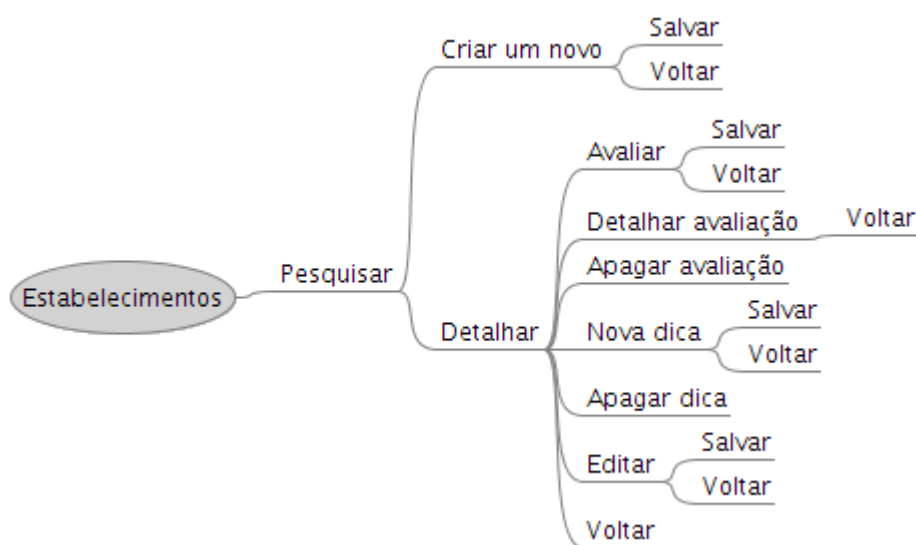 Estabelecimentos
Pesquisar
Criar um novo
Salvar
Voltar
Detalhar
Avaliar
Salvar
Voltar
Detalhar avaliação
Voltar
Apagar avaliação
Nova dica
Salvar
Voltar
Apagar dica
Editar
Salvar
Voltar
Voltar